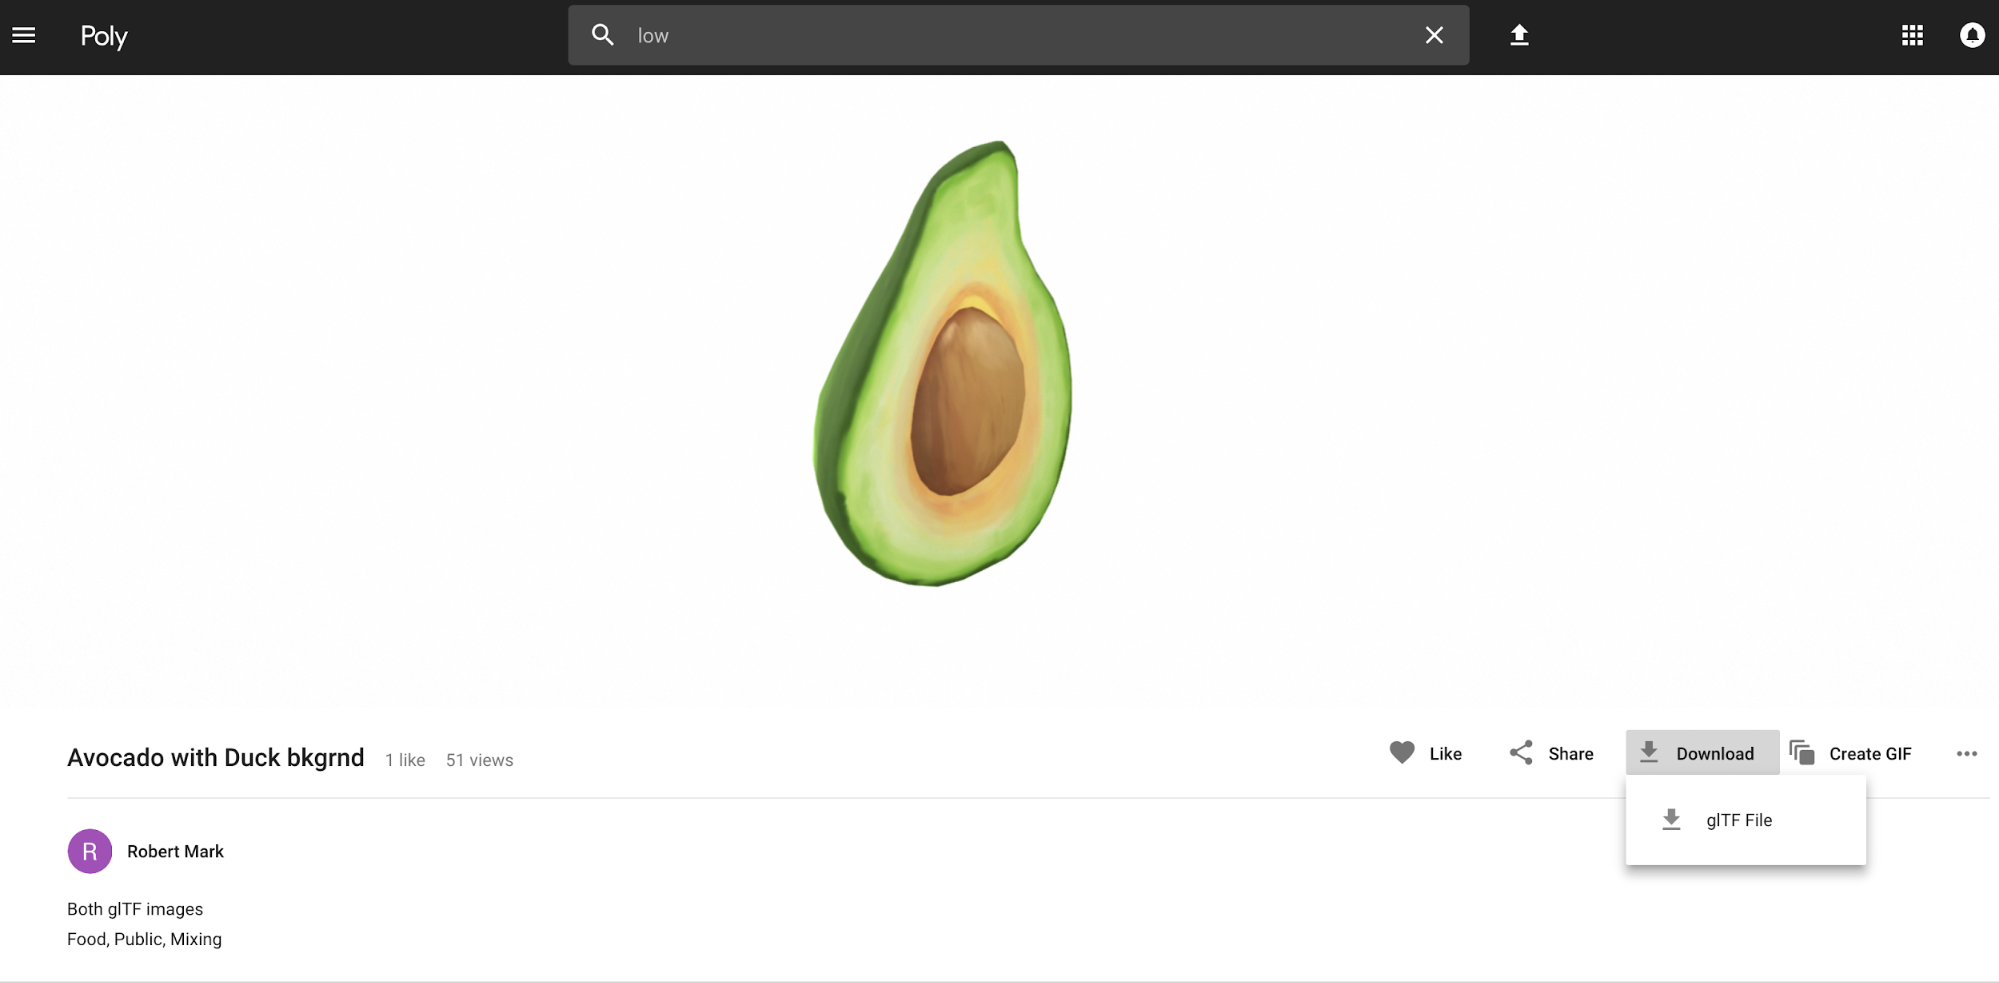 Poly
low
Avocado with Duck bkgrnd 1 like 51 views
Like Share Download Create GIF
glTF File
R Robert Mark
Both glTF images
Food, Public, Mixing